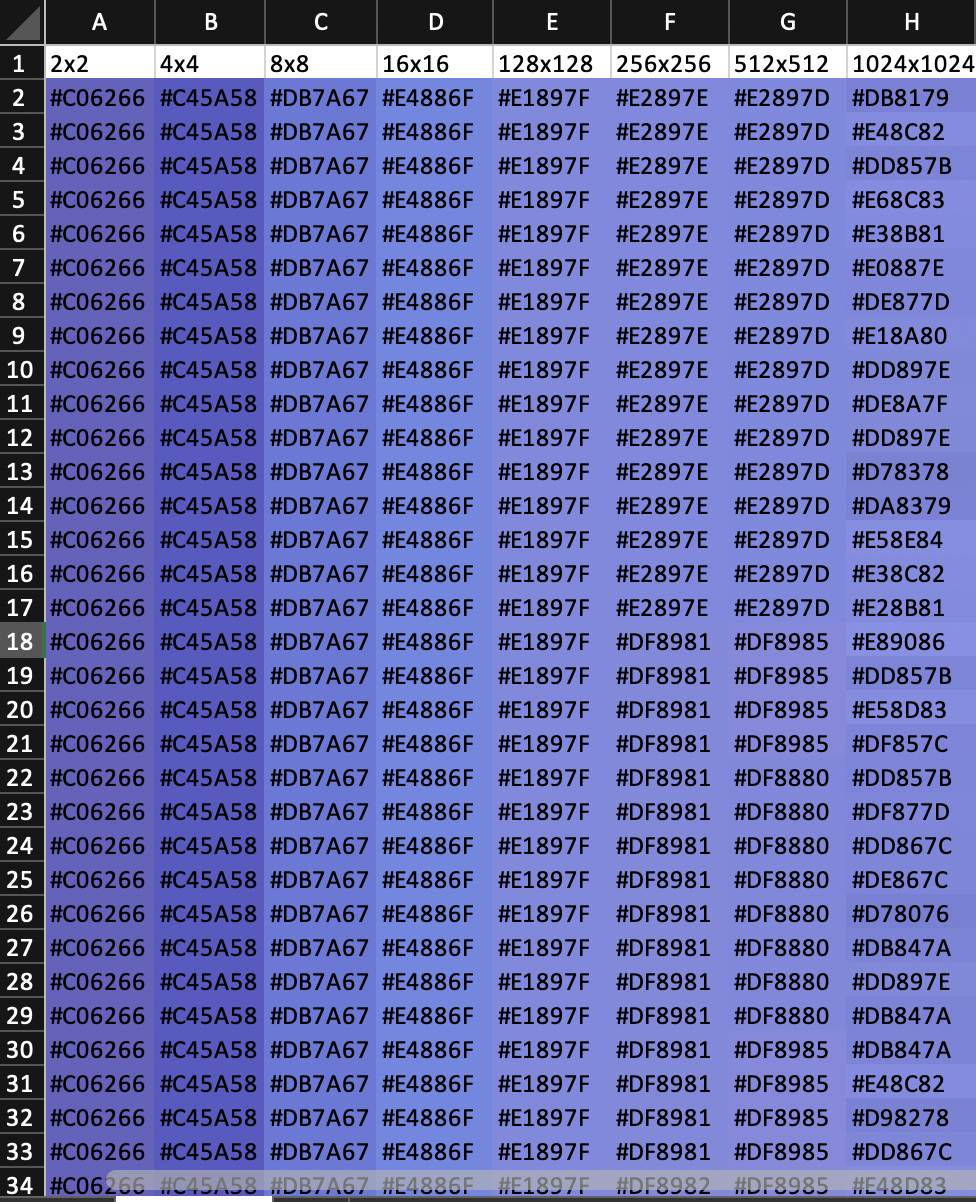 A B C D E F G H
1 2x2 4x4 8x8 16x16 128x128 256x256 512x512 1024x1024
2 #C06266 #C45A58 #DB7A67 #E4886F #E1897F #E2897E #E2897D #DB8179
3 #C06266 #C45A58 #DB7A67 #E4886F #E1897F #E2897E #E2897D #E48C82
4 #C06266 #C45A58 #DB7A67 #E4886F #E1897F #E2897E #E2897D #DD857B
5 #C06266 #C45A58 #DB7A67 #E4886F #E1897F #E2897E #E2897D #E68C83
6 #C06266 #C45A58 #DB7A67 #E4886F #E1897F #E2897E #E2897D #E38B81
7 #C06266 #C45A58 #DB7A67 #E4886F #E1897F #E2897E #E2897D #E0887E
8 #C06266 #C45A58 #DB7A67 #E4886F #E1897F #E2897E #E2897D #DE877D
9 #C06266 #C45A58 #DB7A67 #E4886F #E1897F #E2897E #E2897D #E18A80
10 #C06266 #C45A58 #DB7A67 #E4886F #E1897F #E2897E #E2897D #DD897E
11 #C06266 #C45A58 #DB7A67 #E4886F #E1897F #E2897E #E2897D #DE8A7F
12 #C06266 #C45A58 #DB7A67 #E4886F #E1897F #E2897E #E2897D #DD897E
13 #C06266 #C45A58 #DB7A67 #E4886F #E1897F #E2897E #E2897D #D78378
14 #C06266 #C45A58 #DB7A67 #E4886F #E1897F #E2897E #E2897D #DA8379
15 #C06266 #C45A58 #DB7A67 #E4886F #E1897F #E2897E #E2897D #E58E84
16 #C06266 #C45A58 #DB7A67 #E4886F #E1897F #E2897E #E2897D #E38C82
17 #C06266 #C45A58 #DB7A67 #E4886F #E1897F #E2897E #E2897D #E28B81
18 #C06266 #C45A58 #DB7A67 #E4886F #E1897F #DF8981 #DF8985 #E89086
19 #C06266 #C45A58 #DB7A67 #E4886F #E1897F #DF8981 #DF8985 #DD857B
20 #C06266 #C45A58 #DB7A67 #E4886F #E1897F #DF8981 #DF8985 #E58D83
21 #C06266 #C45A58 #DB7A67 #E4886F #E1897F #DF8981 #DF8985 #DF857C
22 #C06266 #C45A58 #DB7A67 #E4886F #E1897F #DF8981 #DF8880 #DD857B
23 #C06266 #C45A58 #DB7A67 #E4886F #E1897F #DF8981 #DF8880 #DF877D
24 #C06266 #C45A58 #DB7A67 #E4886F #E1897F #DF8981 #DF8880 #DD867C
25 #C06266 #C45A58 #DB7A67 #E4886F #E1897F #DF8981 #DF8880 #DE867C
26 #C06266 #C45A58 #DB7A67 #E4886F #E1897F #DF8981 #DF8880 #D78076
27 #C06266 #C45A58 #DB7A67 #E4886F #E1897F #DF8981 #DF8880 #DB847A
28 #C06266 #C45A58 #DB7A67 #E4886F #E1897F #DF8981 #DF8880 #DD897E
29 #C06266 #C45A58 #DB7A67 #E4886F #E1897F #DF8981 #DF8880 #DB847A
30 #C06266 #C45A58 #DB7A67 #E4886F #E1897F #DF8981 #DF8985 #DB847A
31 #C06266 #C45A58 #DB7A67 #E4886F #E1897F #DF8981 #DF8985 #E48C82
32 #C06266 #C45A58 #DB7A67 #E4886F #E1897F #DF8981 #DF8985 #D98278
33 #C06266 #C45A58 #DB7A67 #E4886F #E1897F #DF8981 #DF8985 #DD867C
34 #C06266 #C45A58 #DB7A67 #E4886F #E1897F #DF8982 #DF8985 #E48D83